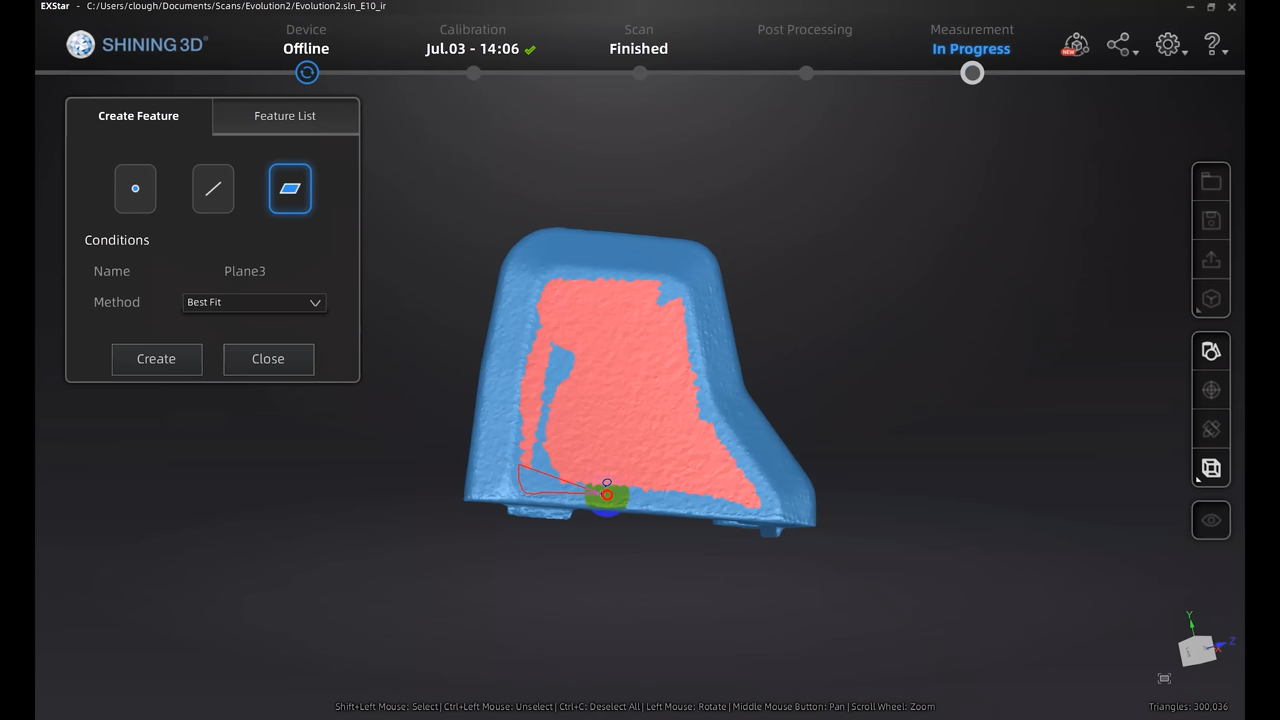 EXStar - C:/Users/clough/Documents/Scans/Evolution2/Evolution2.sln_E10_ir
SHINING 3D®
Device
Offline
Calibration
Jul.03 - 14:06
Scan
Finished
Post Processing
Measurement
In Progress
NEW
Create Feature
Feature List
Conditions
Name Plane3
Method Best Fit
Create
Close
Y
Z
Shift+Left Mouse: Select | Ctrl+Left Mouse: Unselect | Ctrl+C: Deselect All | Left Mouse: Rotate | Middle Mouse Button: Pan | Scroll Wheel: Zoom
Triangles: 300,036